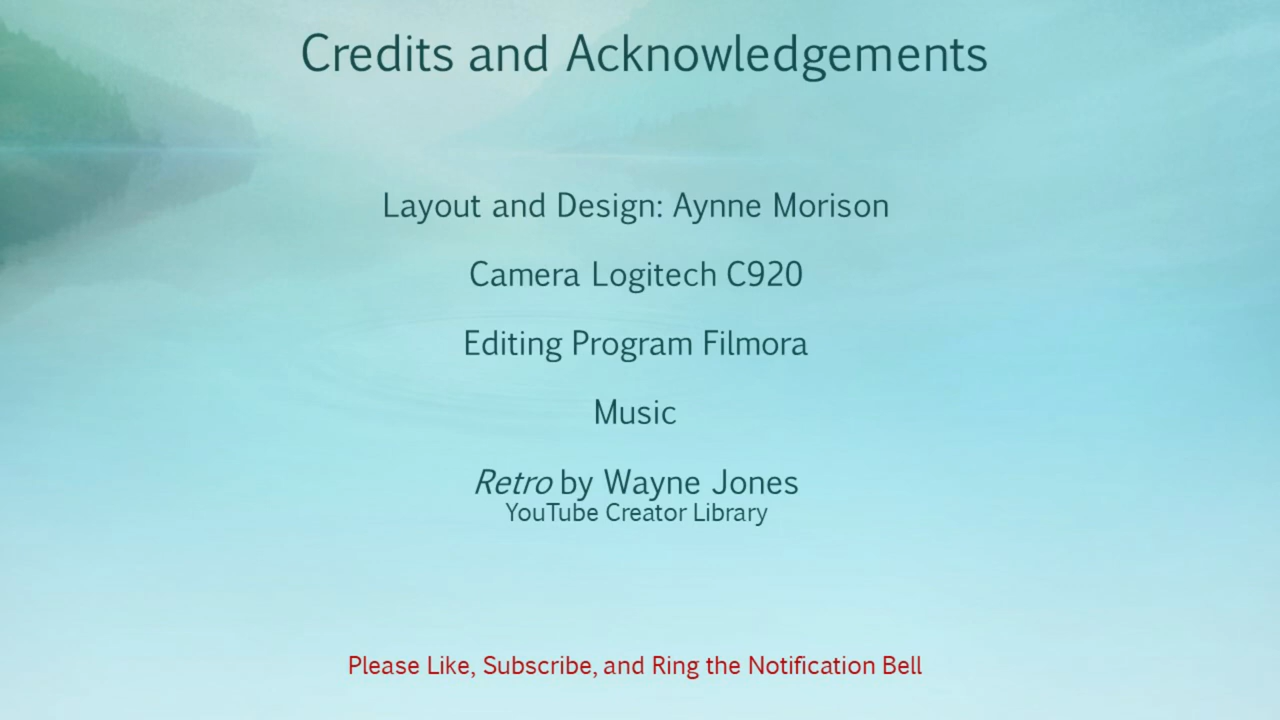 Credits and Acknowledgements
Layout and Design: Aynne Morison
Camera Logitech C920
Editing Program Filmora
Music
Retro by Wayne Jones
YouTube Creator Library
Please Like, Subscribe, and Ring the Notification Bell